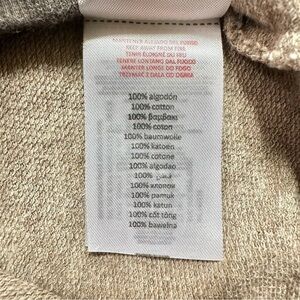 MANTENER ALEJADO DEL FUEGO
KEEP AWAY FROM FIRE
TENIR ÉLOIGNÉ DU FEU
TENERE LONTANO DAL FUOCO
MANTER LONGE DO FOGO
TRZYMAĆ Z DALA OD OGNIA
100% algodón
100% cotton
100% βαμβακι
100% coton
100% baumwolle
100% katoen
100% cotone
100% algodao
100% قطن
100% хлопок
100% pamuk
100% katun
100% cốt tông
100% bawełna